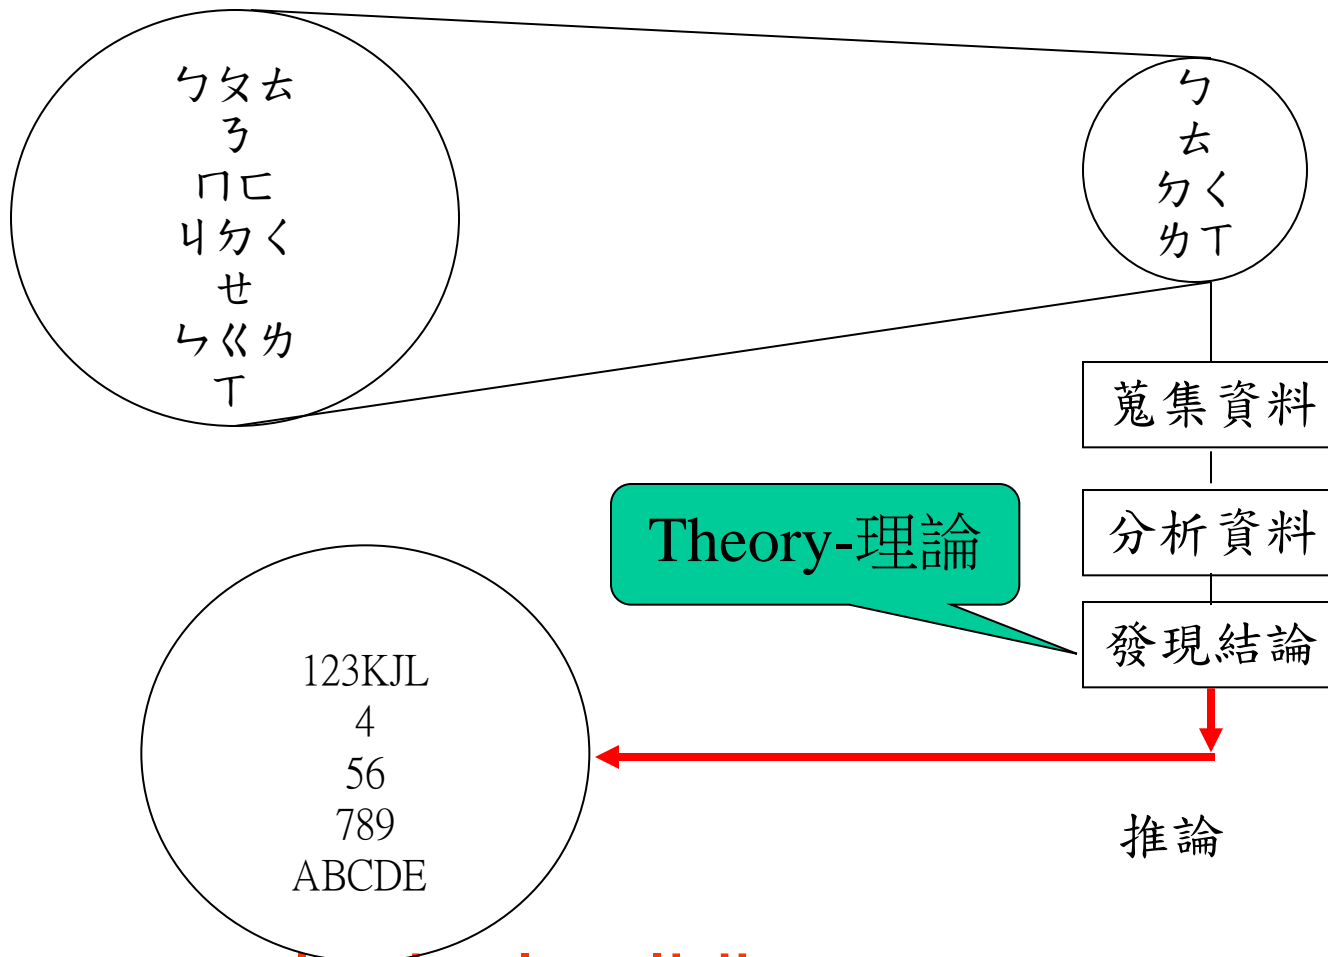 ㄅㄆㄊ
ㄋ
ㄇㄈ
ㄐㄉㄑ
ㄝ
ㄣㄍㄌ
ㄒ
ㄅ
ㄊ
ㄉㄑ
ㄌㄒ
蒐集資料
分析資料
Theory-理論
發現結論
123KJL
4
56
789
ABCDE
推論